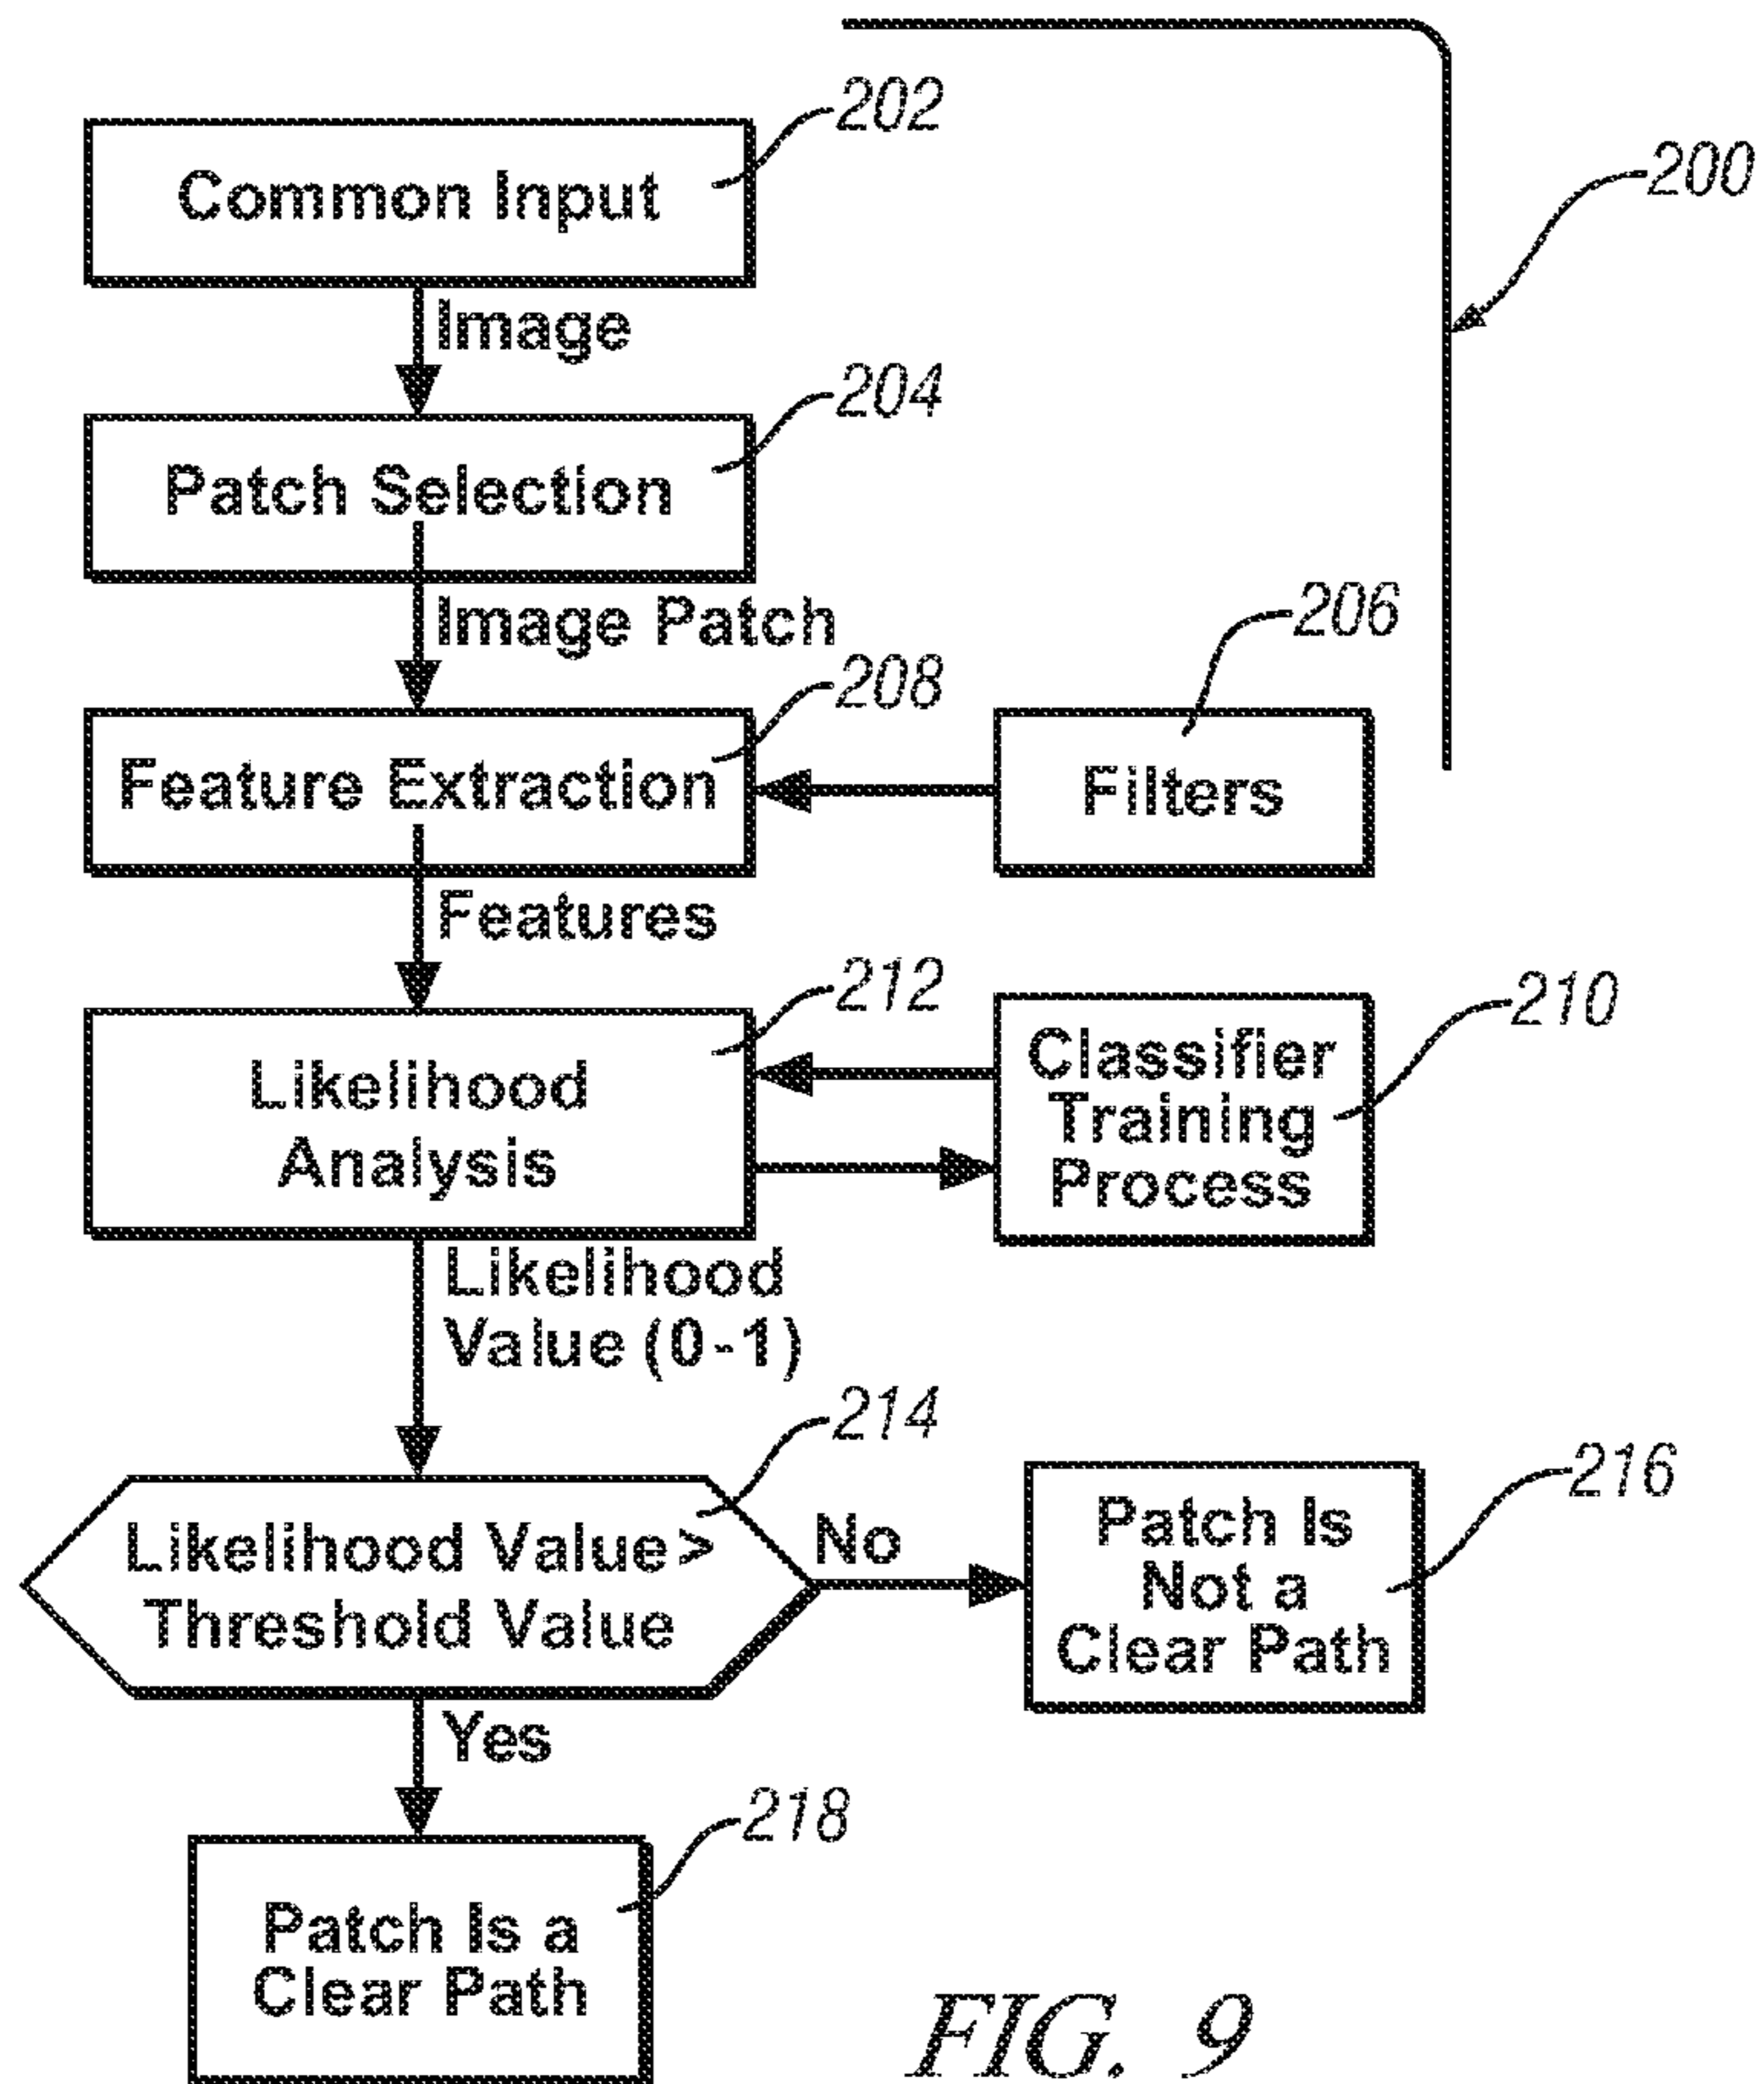 202
Common Input
200
Image
204
Patch Selection
Image Patch
206
208
Feature Extraction
Filters
Features
212
210
Likelihood
Analysis
Classifier
Training
Process
Likelihood
Value (0-1)
214
216
Likelihood Value >
Threshold Value
No
Patch Is
Not a
Clear Path
Yes
218
Patch Is a
Clear Path
FIG. 9